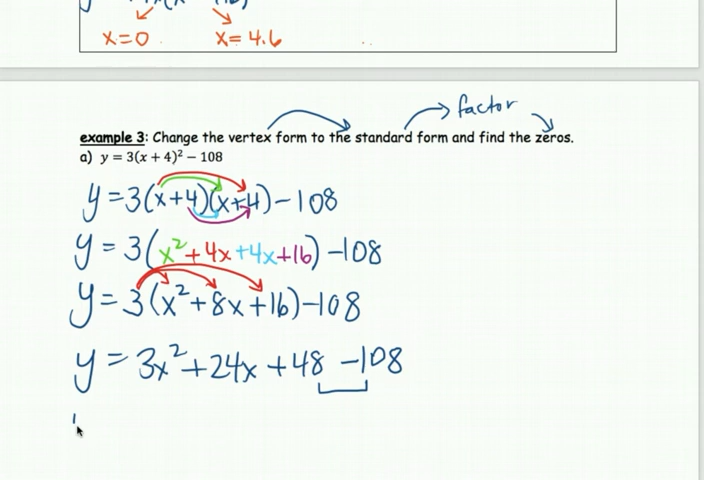 x=0 x=4.6
→ factor
example 3: Change the vertex form to the standard form and find the zeros.
a) y = 3(x + 4)² − 108
y=3(x+4)(x+4)−108
y=3(x²+4x+4x+16)−108
y=3(x²+8x+16)−108
y=3x²+24x+48−108